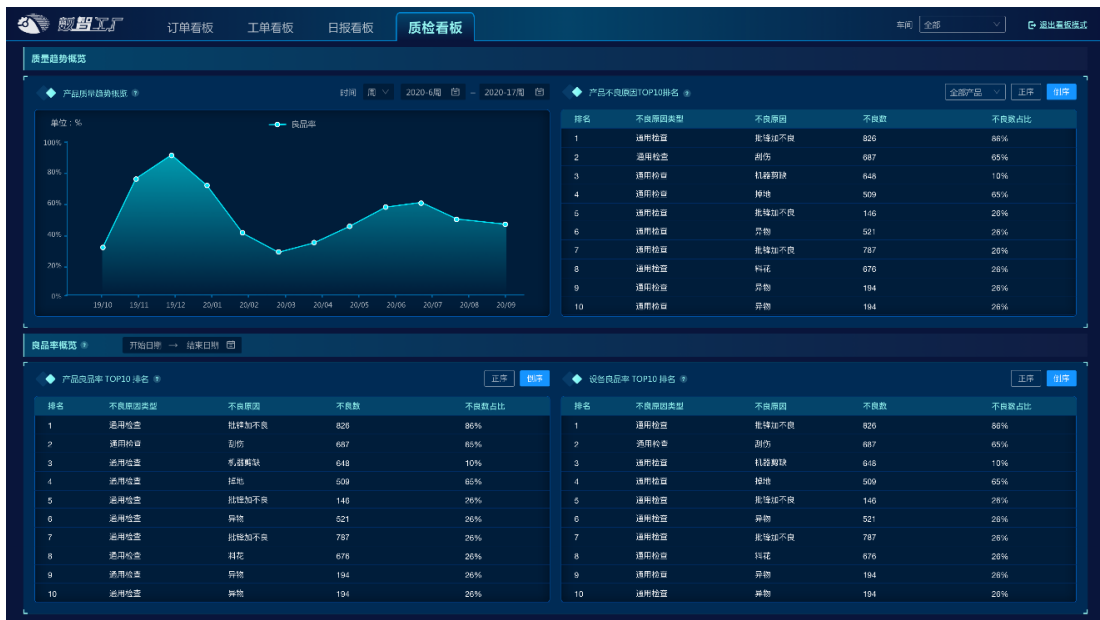 智工厂 订单看板 工单看板 日报看板 质检看板 车间 全部 退出看板模式
质量趋势概览
产品质量趋势概览 时间 周 2020-6周 – 2020-17周
单位：% 良品率
100%
80%
60%
40%
20%
0%
19/10 19/11 19/12 20/01 20/02 20/03 20/04 20/05 20/06 20/07 20/08 20/09
产品不良原因TOP10排名 全部产品 正序 倒序
排名 不良原因类型 不良原因 不良数 不良数占比
1 通用检查 批锋加不良 826 86%
2 通用检查 刮伤 687 65%
3 通用检查 机器剪缺 648 10%
4 通用检查 掉地 509 65%
5 通用检查 批锋加不良 146 26%
6 通用检查 异物 521 26%
7 通用检查 批锋加不良 787 26%
8 通用检查 料花 676 26%
9 通用检查 异物 194 26%
10 通用检查 异物 194 26%
良品率概览 开始日期 → 结束日期
产品良品率 TOP10 排名 正序 倒序
排名 不良原因类型 不良原因 不良数 不良数占比
1 通用检查 批锋加不良 826 86%
2 通用检查 刮伤 687 65%
3 通用检查 机器剪缺 648 10%
4 通用检查 掉地 509 65%
5 通用检查 批锋加不良 146 26%
6 通用检查 异物 521 26%
7 通用检查 批锋加不良 787 26%
8 通用检查 料花 676 26%
9 通用检查 异物 194 26%
10 通用检查 异物 194 26%
设备良品率 TOP10 排名 正序 倒序
排名 不良原因类型 不良原因 不良数 不良数占比
1 通用检查 批锋加不良 826 86%
2 通用检查 刮伤 687 65%
3 通用检查 机器剪缺 648 10%
4 通用检查 掉地 509 65%
5 通用检查 批锋加不良 146 26%
6 通用检查 异物 521 26%
7 通用检查 批锋加不良 787 26%
8 通用检查 料花 676 26%
9 通用检查 异物 194 26%
10 通用检查 异物 194 26%